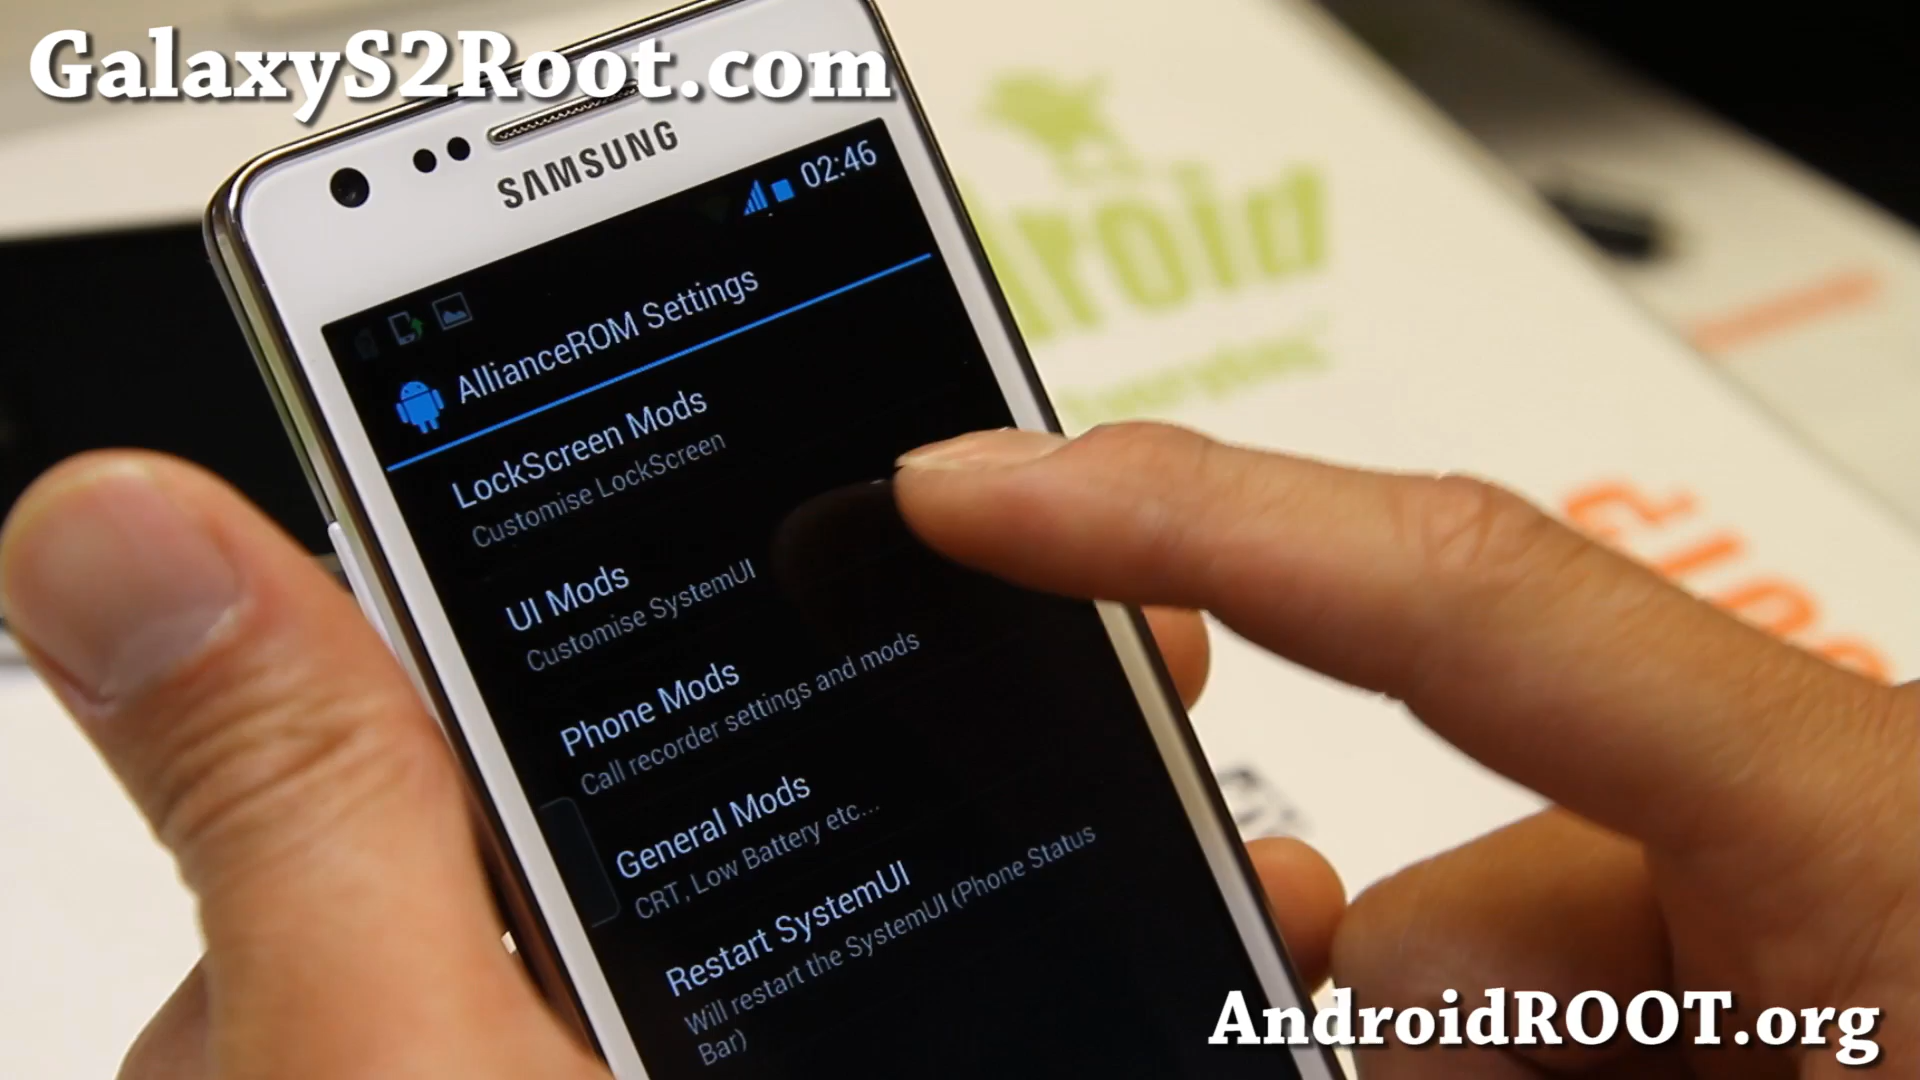 GalaxyS2Root.com
SAMSUNG
02:46
AllianceROM Settings
LockScreen Mods
Customise LockScreen
UI Mods
Customise SystemUI
Phone Mods
Call recorder settings and mods
General Mods
CRT, Low Battery etc...
Restart SystemUI
Will restart the SystemUI (Phone Status
Bar)
AndroidROOT.org